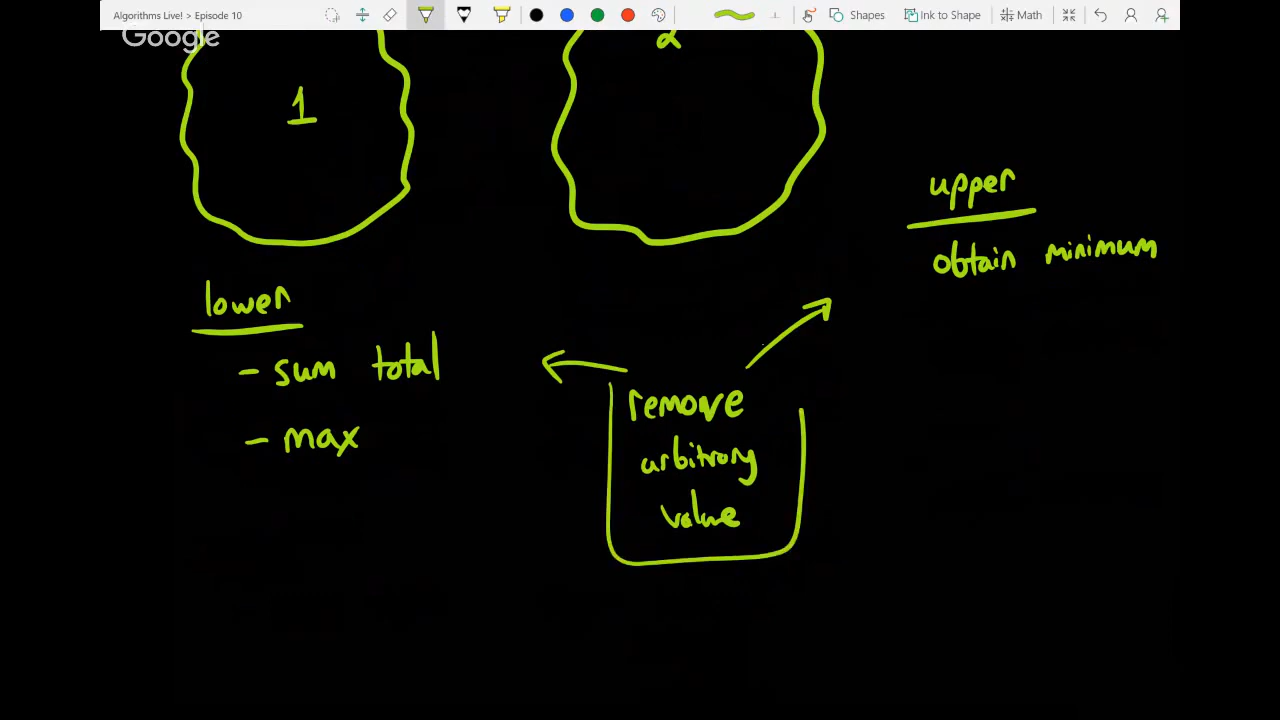 Algorithms Live! > Episode 10
Shapes
Ink to Shape
Math
Google
1
2
upper
obtain minimum
lower
- sum total
- max
remove
arbitrary
value